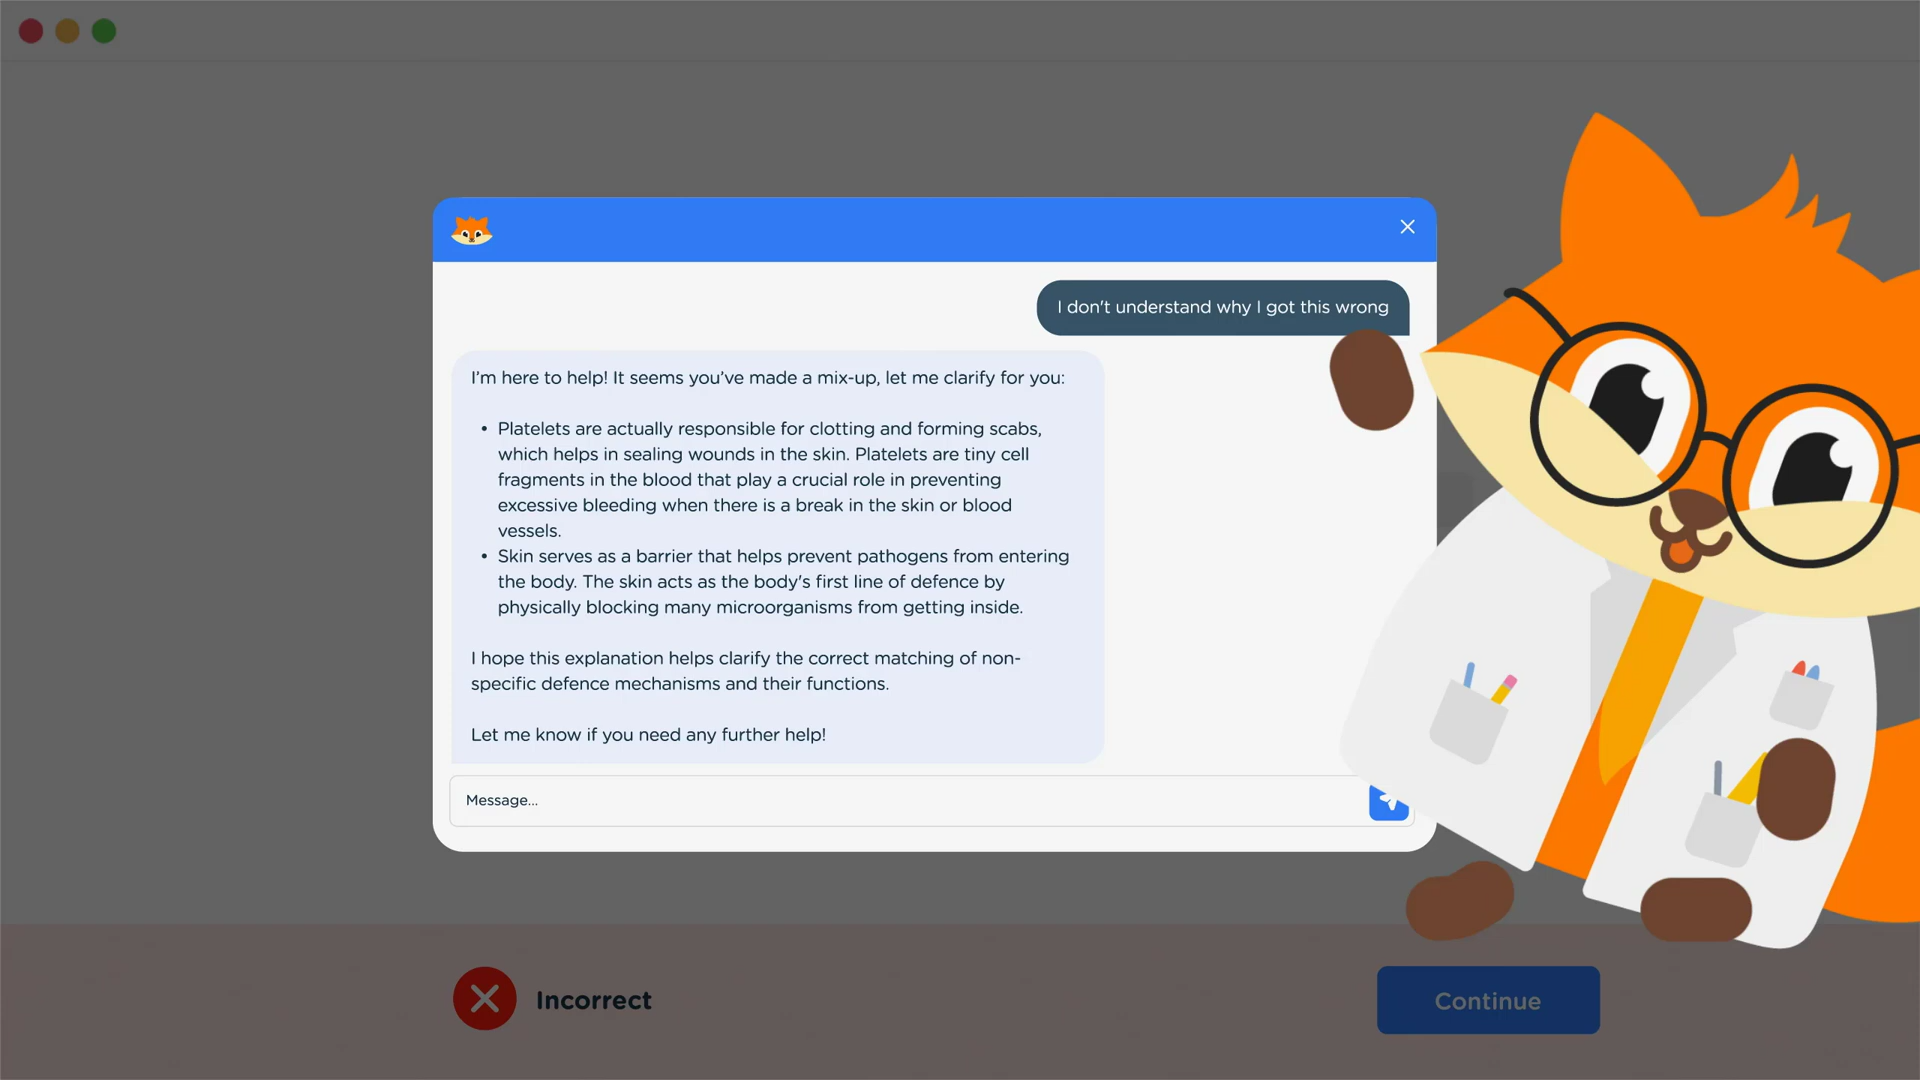 I don't understand why I got this wrong
I’m here to help! It seems you’ve made a mix-up, let me clarify for you:
• Platelets are actually responsible for clotting and forming scabs,
which helps in sealing wounds in the skin. Platelets are tiny cell
fragments in the blood that play a crucial role in preventing
excessive bleeding when there is a break in the skin or blood
vessels.
• Skin serves as a barrier that helps prevent pathogens from entering
the body. The skin acts as the body's first line of defence by
physically blocking many microorganisms from getting inside.
I hope this explanation helps clarify the correct matching of non-
specific defence mechanisms and their functions.
Let me know if you need any further help!
Message...
Incorrect
Continue